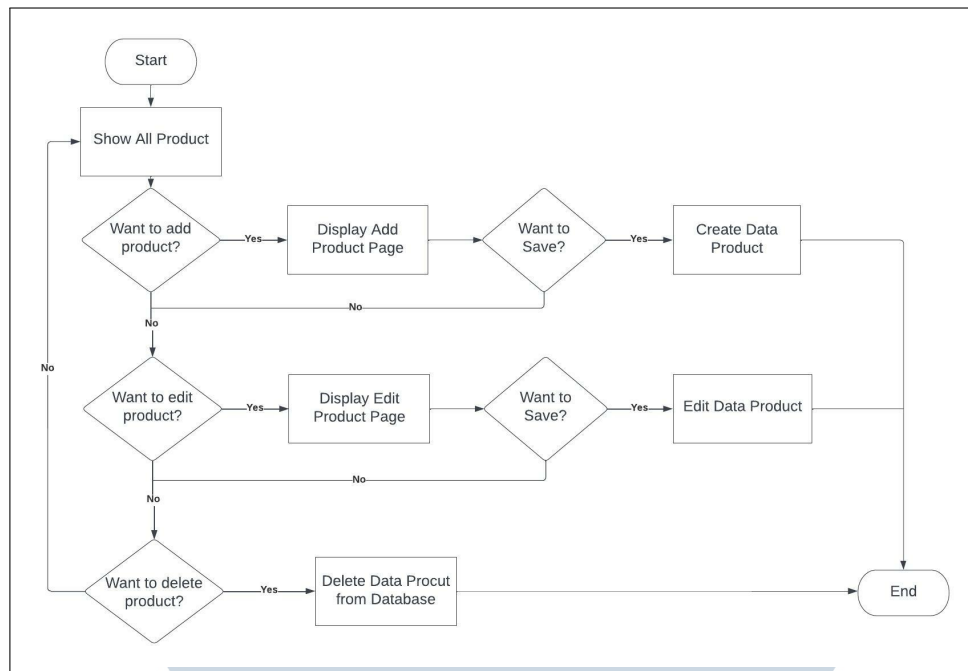 Start
Show All Product
Want to add
product?
Yes
Display Add
Product Page
Want to
Save?
Yes
Create Data
Product
No
No
No
Want to edit
product?
Yes
Display Edit
Product Page
Want to
Save?
Yes
Edit Data Product
No
No
Want to delete
product?
Yes
Delete Data Procut
from Database
End